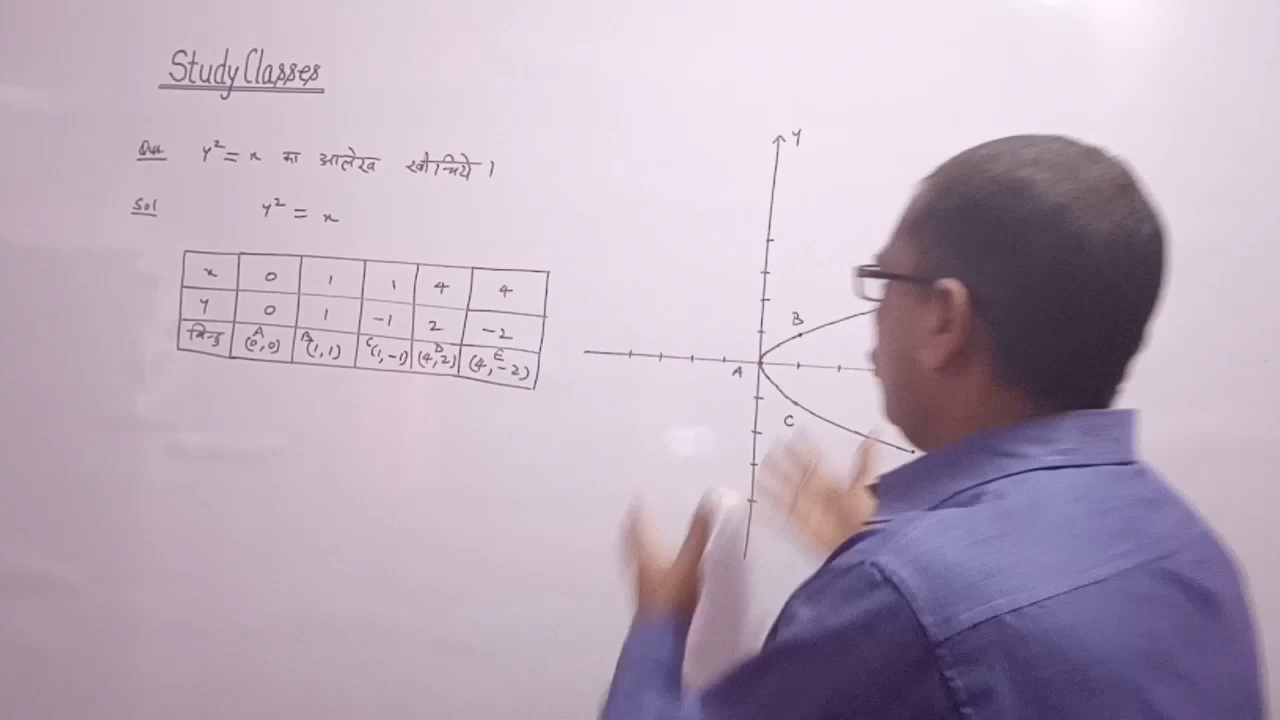 Study Classes
Que y² = x का आलेख खींचिये ।
Sol y² = x
x 0 1 1 4 4
y 0 1 -1 2 -2
बिन्दु A(0,0) B(1,1) C(1,-1) D(4,2) E(4,-2)
Y
B
A
C